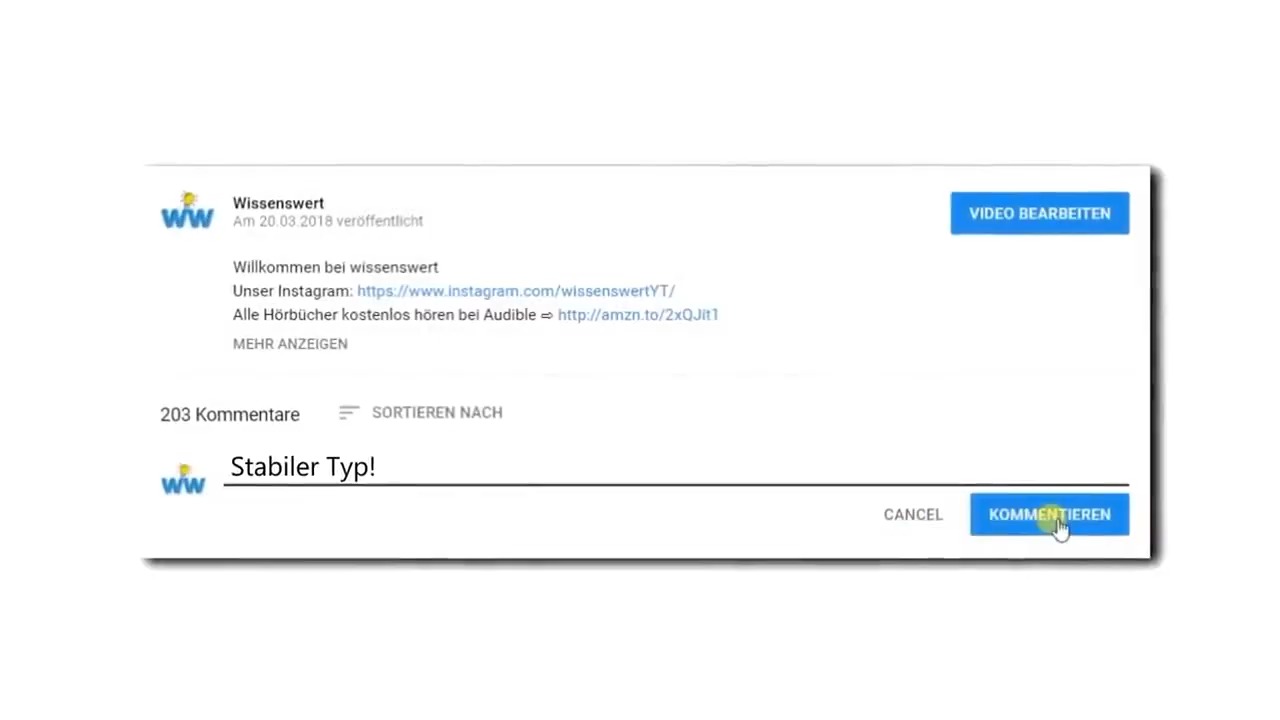 WW
Wissenswert
Am 20.03.2018 veröffentlicht
VIDEO BEARBEITEN
Willkommen bei wissenswert
Unser Instagram: https://www.instagram.com/wissenswertYT/
Alle Hörbücher kostenlos hören bei Audible ⇨ http://amzn.to/2xQJit1
MEHR ANZEIGEN
203 Kommentare SORTIEREN NACH
WW
Stabiler Typ!
CANCEL KOMMENTIEREN